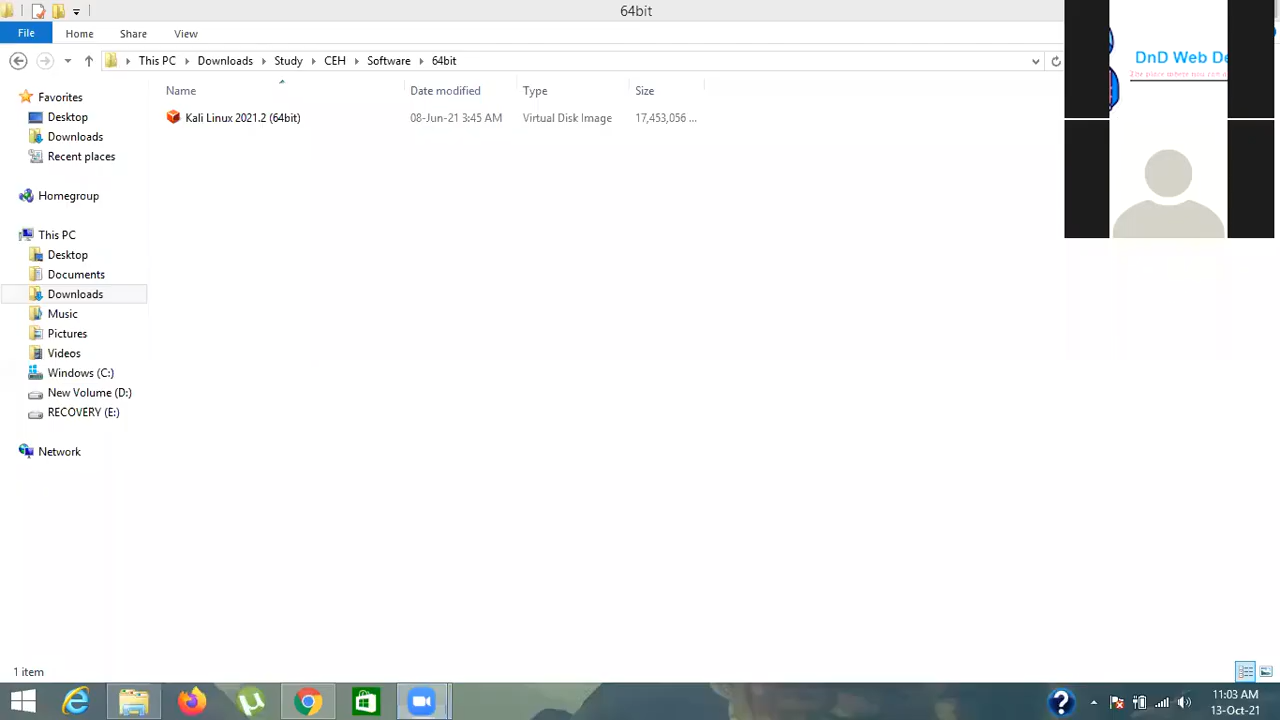 64bit
File Home Share View
This PC Downloads Study CEH Software 64bit
Name Date modified Type Size
Kali Linux 2021.2 (64bit) 08-Jun-21 3:45 AM Virtual Disk Image 17,453,056 ...
Favorites
Desktop
Downloads
Recent places
Homegroup
This PC
Desktop
Documents
Downloads
Music
Pictures
Videos
Windows (C:)
New Volume (D:)
RECOVERY (E:)
Network
1 item
DnD Web De
11:03 AM
13-Oct-21